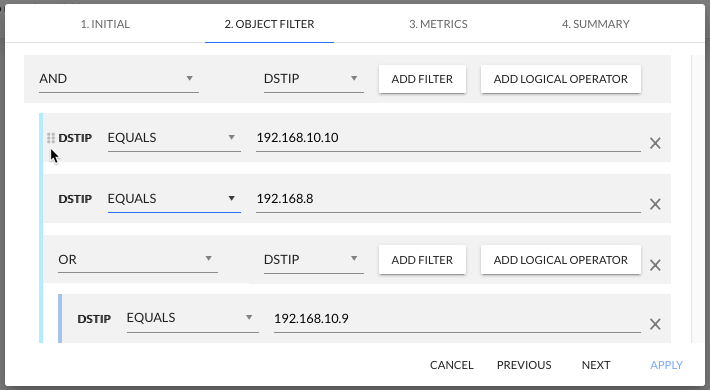 1. INITIAL 2. OBJECT FILTER 3. METRICS 4. SUMMARY
AND DSTIP ADD FILTER ADD LOGICAL OPERATOR
DSTIP EQUALS 192.168.10.10
DSTIP EQUALS 192.168.8
OR DSTIP ADD FILTER ADD LOGICAL OPERATOR
DSTIP EQUALS 192.168.10.9
CANCEL PREVIOUS NEXT APPLY